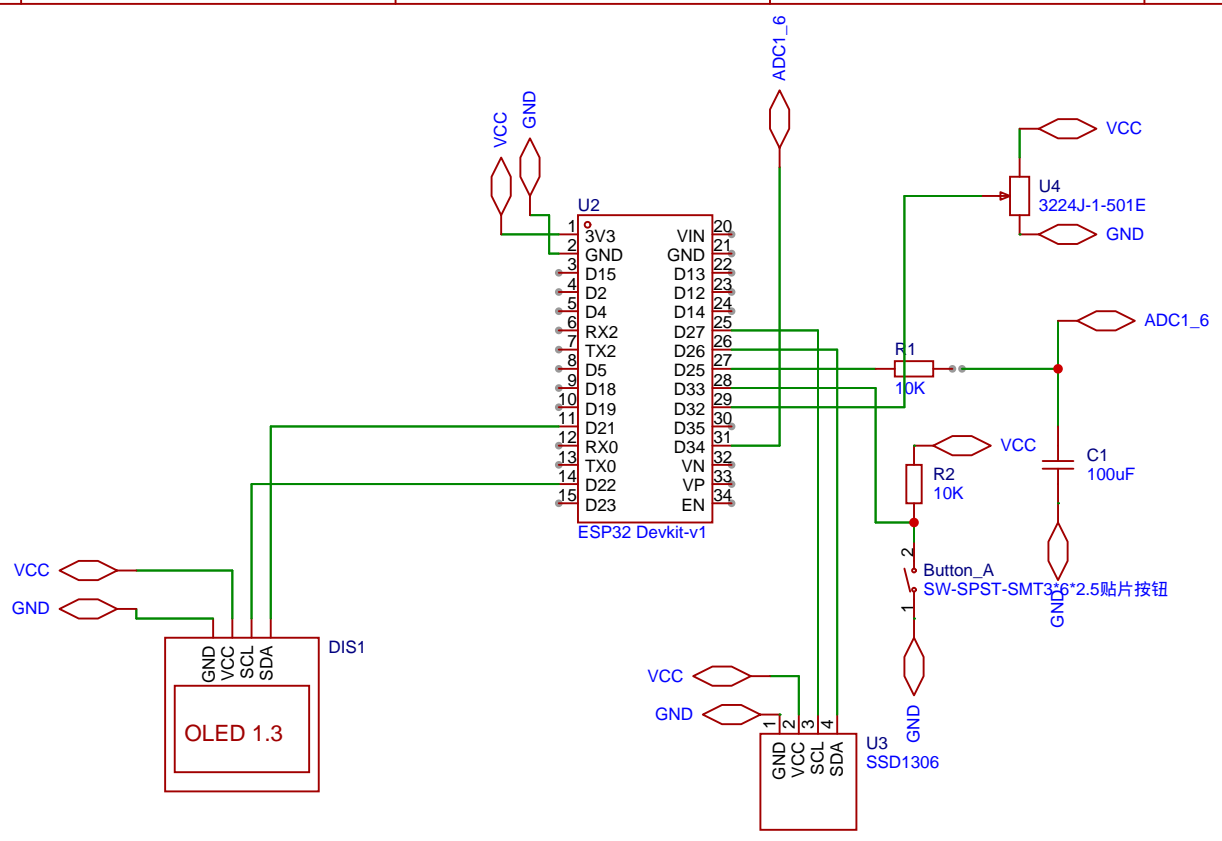 ADC1_6
VCC
GND
VCC
U4
3224J-1-501E
GND
U2
1
3V3
2
GND
3
D15
4
D2
5
D4
6
RX2
7
TX2
8
D5
9
D18
10
D19
11
D21
12
RX0
13
TX0
14
D22
15
D23
20
VIN
21
GND
22
D13
23
D12
24
D14
25
D27
26
D26
27
D25
28
D33
29
D32
30
D35
31
D34
32
VN
33
VP
34
EN
ESP32 Devkit-v1
ADC1_6
R1
10K
VCC
R2
10K
C1
100uF
GND
2
Button_A
SW-SPST-SMT3*6*2.5贴片按钮
1
GND
VCC
GND
DIS1
GND
VCC
SCL
SDA
OLED 1.3
VCC
GND
1
2
3
4
GND
VCC
SCL
SDA
U3
SSD1306